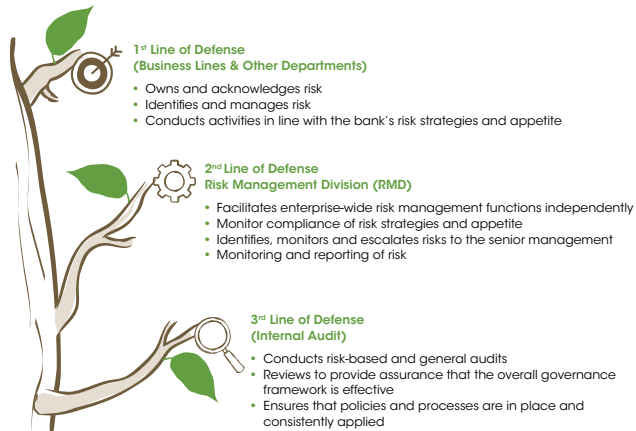 1st Line of Defense
(Business Lines & Other Departments)
• Owns and acknowledges risk
• Identifies and manages risk
• Conducts activities in line with the bank's risk strategies and appetite
2nd Line of Defense
Risk Management Division (RMD)
• Facilitates enterprise-wide risk management functions independently
• Monitor compliance of risk strategies and appetite
• Identifies, monitors and escalates risks to the senior management
• Monitoring and reporting of risk
3rd Line of Defense
(Internal Audit)
• Conducts risk-based and general audits
• Reviews to provide assurance that the overall governance
framework is effective
• Ensures that policies and processes are in place and
consistently applied